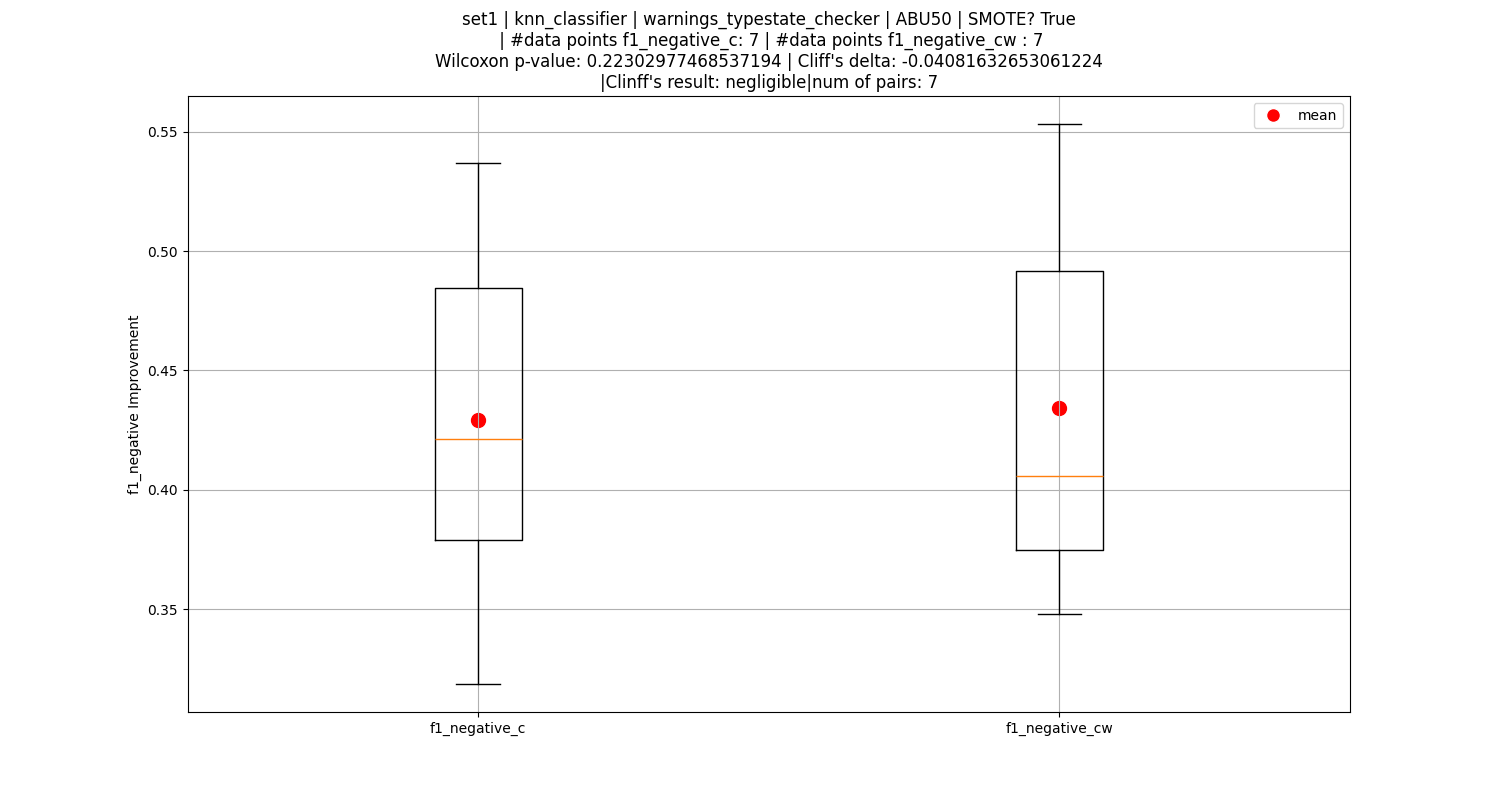 set1 | knn_classifier | warnings_typestate_checker | ABU50 | SMOTE? True
| #data points f1_negative_c: 7 | #data points f1_negative_cw : 7
Wilcoxon p-value: 0.22302977468537194 | Cliff's delta: -0.04081632653061224
|Clinff's result: negligible|num of pairs: 7
mean
f1_negative Improvement
0.55
0.50
0.45
0.40
0.35
f1_negative_c
f1_negative_cw